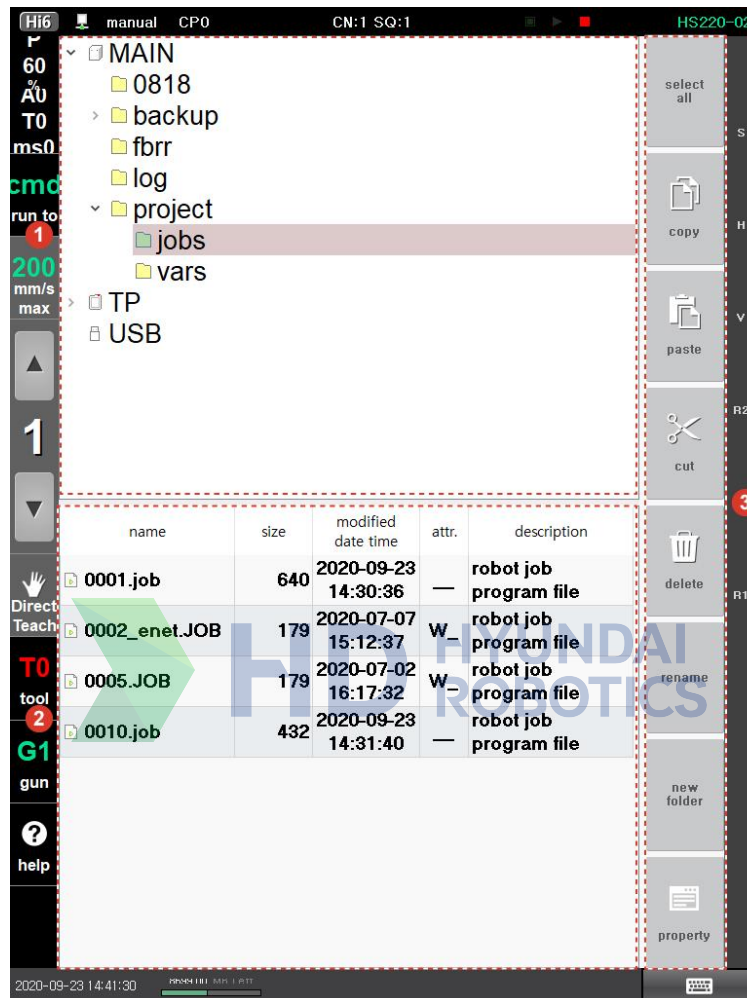 Hi6 manual CP0 CN:1 SQ:1 HS220-02
P
60
%
A0
T0
ms0
cmd
run to
1
200
mm/s
max
1
Direct
Teach
T0
tool
2
G1
gun
?
help
MAIN
0818
backup
fbrr
log
project
jobs
vars
TP
USB
name size modified date time attr. description
0001.job 640 2020-09-23 14:30:36 __ robot job program file
0002_enet.JOB 179 2020-07-07 15:12:37 W_ robot job program file
0005.JOB 179 2020-07-02 16:17:32 W_ robot job program file
0010.job 432 2020-09-23 14:31:40 __ robot job program file
HD HYUNDAI
ROBOTICS
select
all
copy
paste
cut
delete
rename
new
folder
property
S
H
V
R2
3
R1
2020-09-23 14:41:30